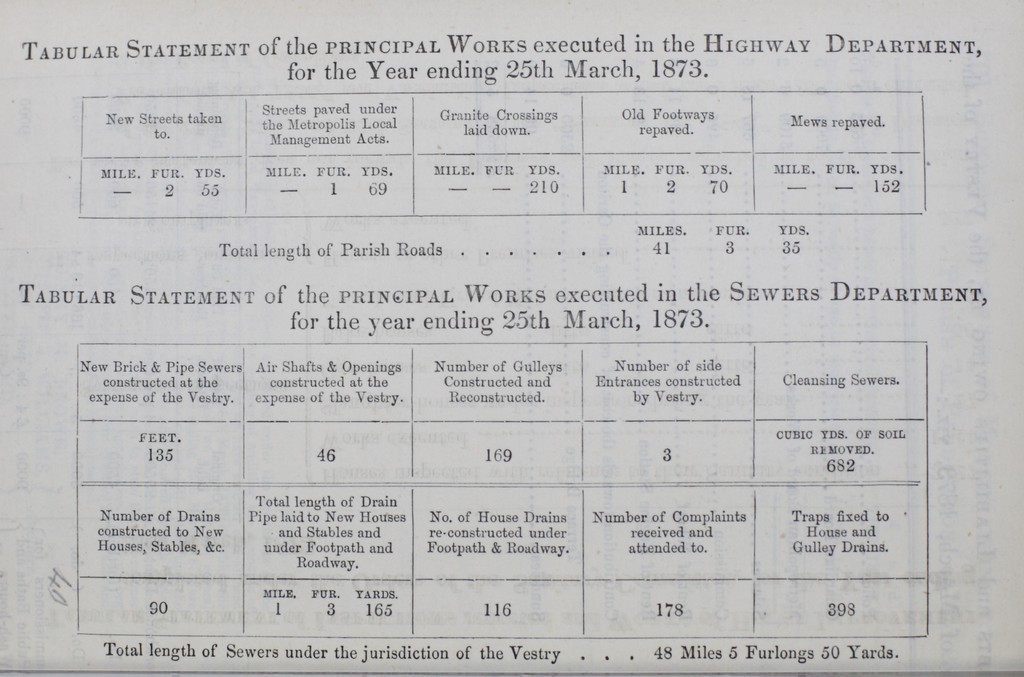 TABULAR STATEMENT of the PRINCIPAL WORKS executed in the HIGHWAY DEPARTMENT,
for the Year ending 25th March, 1873.
New Streets taken to. | Streets paved under the Metropolis Local Management Acts. | Granite Crossings laid down. | Old Footways repaved. | Mews repaved.
MILE. FUR. YDS. | MILE. FUR. YDS. | MILE. FUR YDS. | MILE. FUR. YDS. | MILE. FUR. YDS.
— 2 55 | — 1 69 | — — 210 | 1 2 70 | — — 152
MILES. FUR. YDS.
Total length of Parish Roads . . . . . . . 41 3 35
TABULAR STATEMENT of the PRINCIPAL WORKS executed in the SEWERS DEPARTMENT,
for the year ending 25th March, 1873.
New Brick & Pipe Sewers constructed at the expense of the Vestry. | Air Shafts & Openings constructed at the expense of the Vestry. | Number of Gulleys Constructed and Reconstructed. | Number of side Entrances constructed by Vestry. | Cleansing Sewers.
FEET. 135 | 46 | 169 | 3 | CUBIC YDS. OF SOIL REMOVED. 682
Number of Drains constructed to New Houses, Stables, &c. | Total length of Drain Pipe laid to New Houses and Stables and under Footpath and Roadway. | No. of House Drains re-constructed under Footpath & Roadway. | Number of Complaints received and attended to. | Traps fixed to House and Gulley Drains.
90 | MILE. FUR. YARDS. 1 3 165 | 116 | 178 | 398
Total length of Sewers under the jurisdiction of the Vestry . . . 48 Miles 5 Furlongs 50 Yards.
40